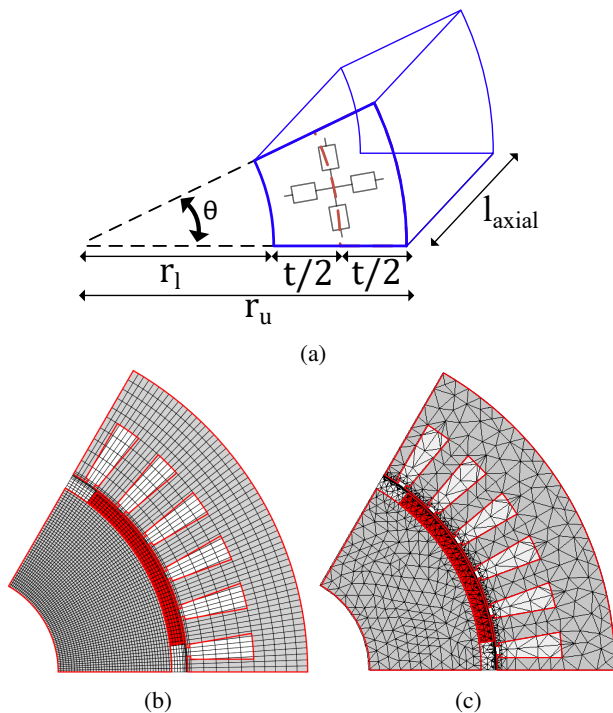 θ
l_axial
r_l
t/2
t/2
r_u
(a)
(b)
(c)